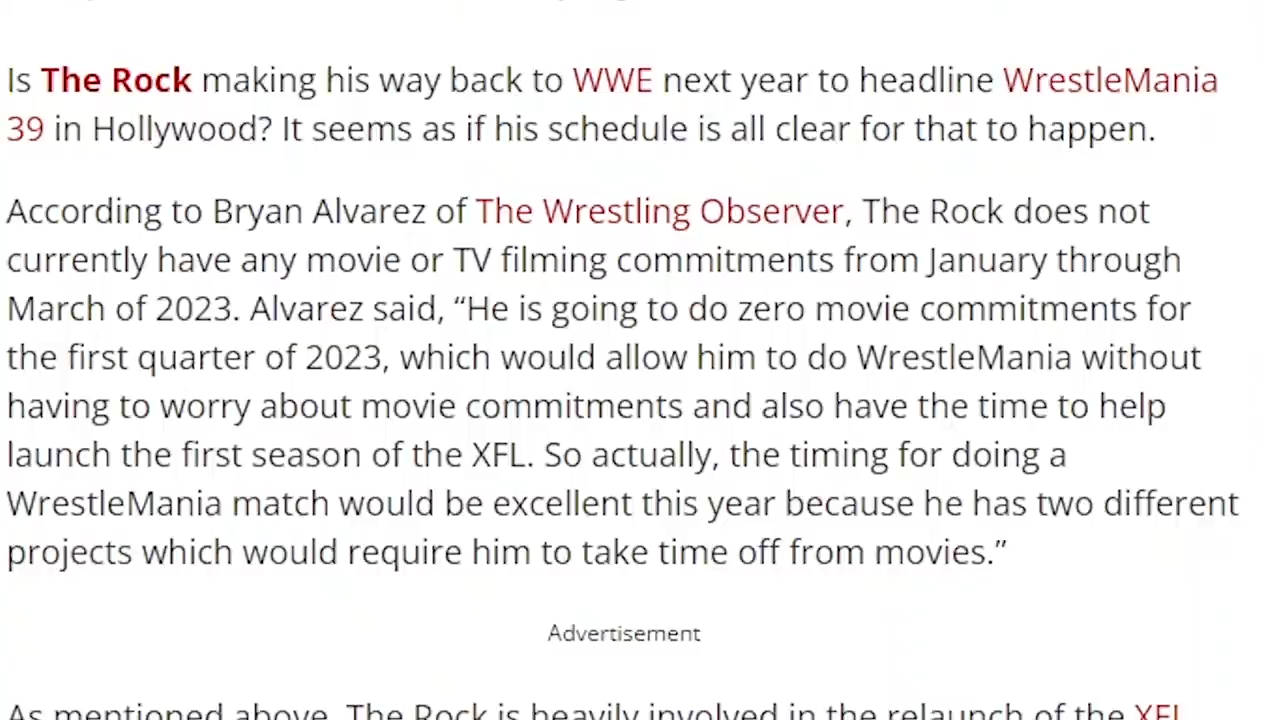 Is The Rock making his way back to WWE next year to headline WrestleMania
39 in Hollywood? It seems as if his schedule is all clear for that to happen.
According to Bryan Alvarez of The Wrestling Observer, The Rock does not
currently have any movie or TV filming commitments from January through
March of 2023. Alvarez said, “He is going to do zero movie commitments for
the first quarter of 2023, which would allow him to do WrestleMania without
having to worry about movie commitments and also have the time to help
launch the first season of the XFL. So actually, the timing for doing a
WrestleMania match would be excellent this year because he has two different
projects which would require him to take time off from movies.”
Advertisement
As mentioned above, The Rock is heavily involved in the relaunch of the XFL